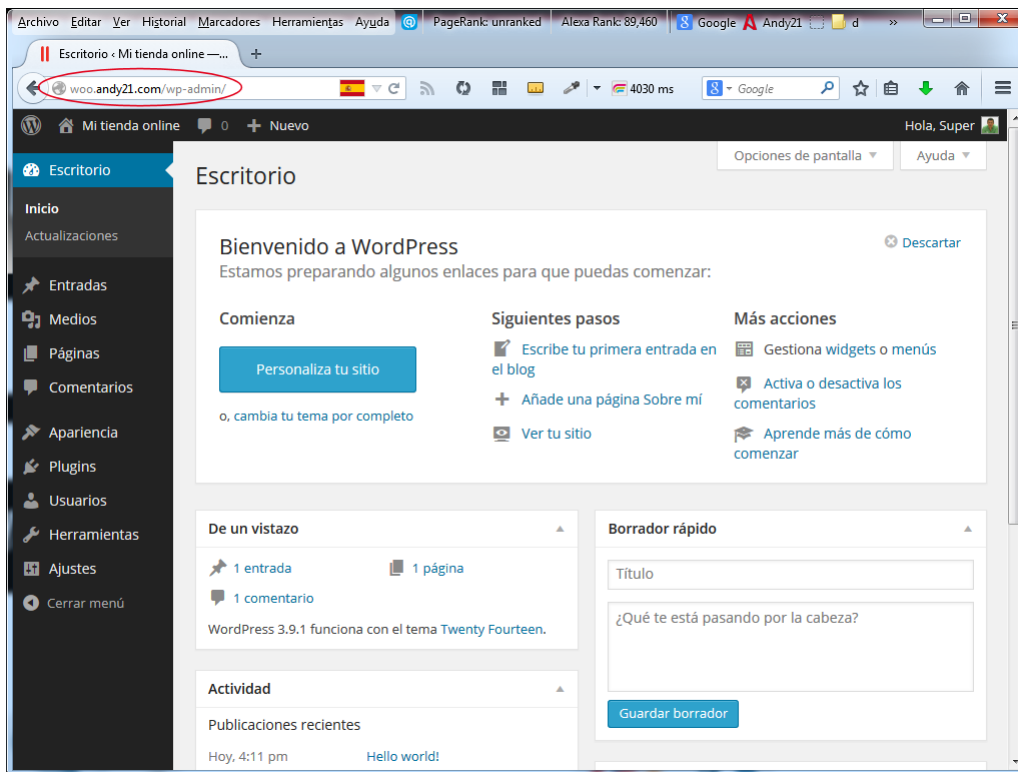 Archivo Editar Ver Historial Marcadores Herramientas Ayuda @ PageRank: unranked Alexa Rank: 89,460 Google Andy21 d »
Escritorio ‹ Mi tienda online —... +
woo.andy21.com/wp-admin/ 4030 ms Google
Mi tienda online 0 + Nuevo Hola, Super
Opciones de pantalla Ayuda
Escritorio
Escritorio
Inicio
Actualizaciones
Entradas
Medios
Páginas
Comentarios
Apariencia
Plugins
Usuarios
Herramientas
Ajustes
Cerrar menú
Bienvenido a WordPress
Descartar
Estamos preparando algunos enlaces para que puedas comenzar:
Comienza
Personaliza tu sitio
o, cambia tu tema por completo
Siguientes pasos
Escribe tu primera entrada en
el blog
Añade una página Sobre mí
Ver tu sitio
Más acciones
Gestiona widgets o menús
Activa o desactiva los
comentarios
Aprende más de cómo
comenzar
De un vistazo
1 entrada 1 página
1 comentario
WordPress 3.9.1 funciona con el tema Twenty Fourteen.
Actividad
Publicaciones recientes
Hoy, 4:11 pm Hello world!
Borrador rápido
Título
¿Qué te está pasando por la cabeza?
Guardar borrador